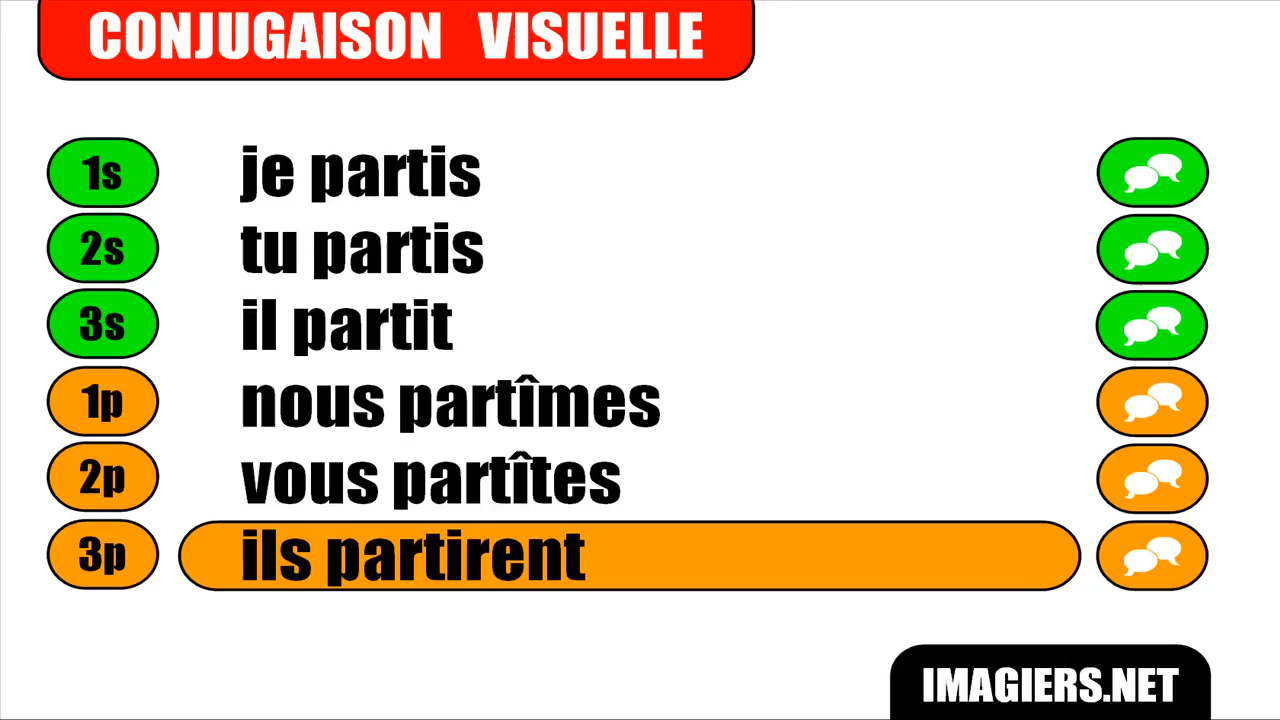 CONJUGAISON VISUELLE
1s je partis
2s tu partis
3s il partit
1p nous partîmes
2p vous partîtes
3p ils partirent
IMAGIERS.NET